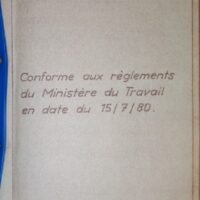 Conforme aux règlements
du Ministère du Travail
en date du 15/7/80.